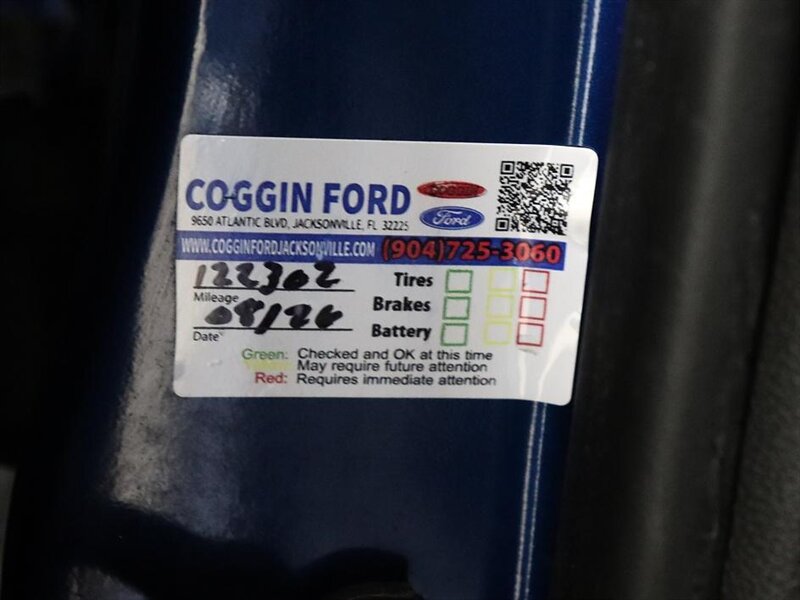 COGGIN FORD
COGGIN
Ford
9650 ATLANTIC BLVD, JACKSONVILLE, FL 32225
WWW.COGGINFORDJACKSONVILLE.COM (904)725-3060
122302
Mileage
08/26
Date
Tires
Brakes
Battery
Green: Checked and OK at this time
Yellow: May require future attention
Red: Requires immediate attention